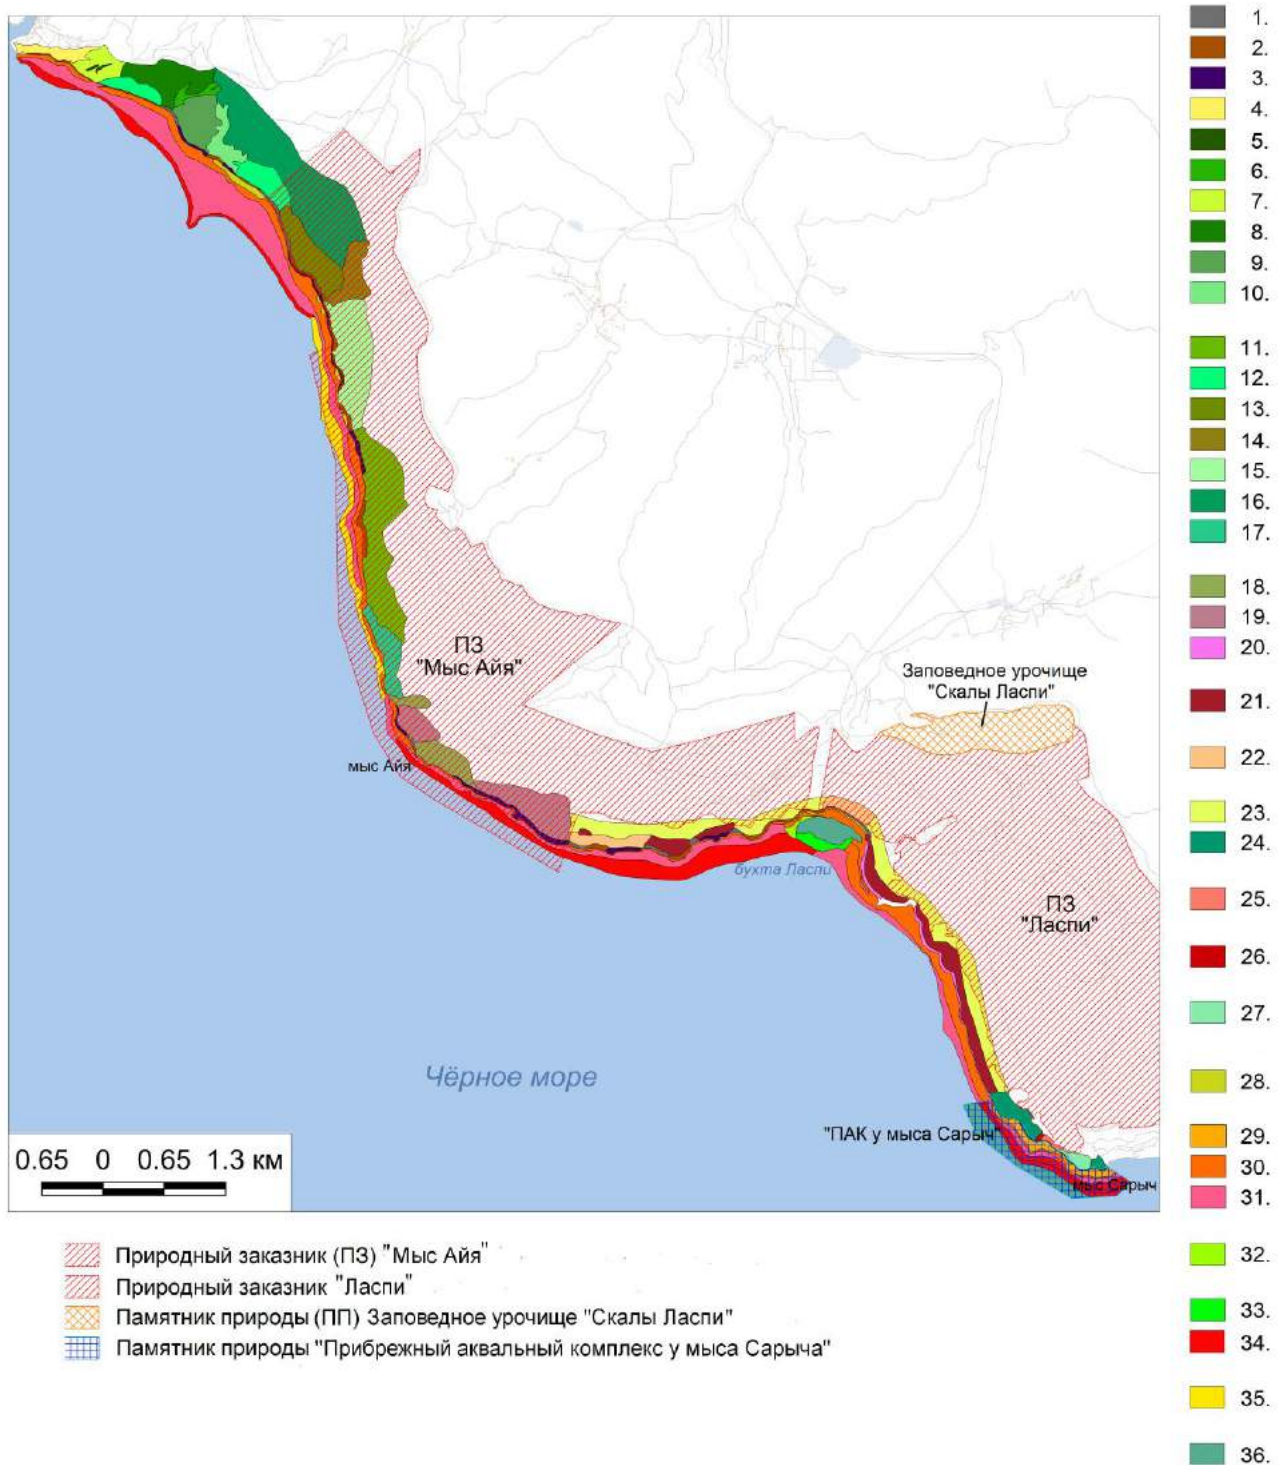 1.
2.
3.
4.
5.
6.
7.
8.
9.
10.
11.
12.
13.
14.
15.
16.
17.
18.
19.
20.
21.
22.
23.
24.
25.
26.
27.
28.
29.
30.
31.
32.
33.
34.
35.
36.
ПЗ
"Мыс Айя"
Заповедное урочище
"Скалы Ласпи"
мыс Айя
бухта Ласпи
ПЗ
"Ласпи"
Чёрное море
"ПАК у мыса Сарыч"
мыс Сарыч
0.65 0 0.65 1.3 км
Природный заказник (ПЗ) "Мыс Айя"
Природный заказник "Ласпи"
Памятник природы (ПП) Заповедное урочище "Скалы Ласпи"
Памятник природы "Прибрежный аквальный комплекс у мыса Сарыча"